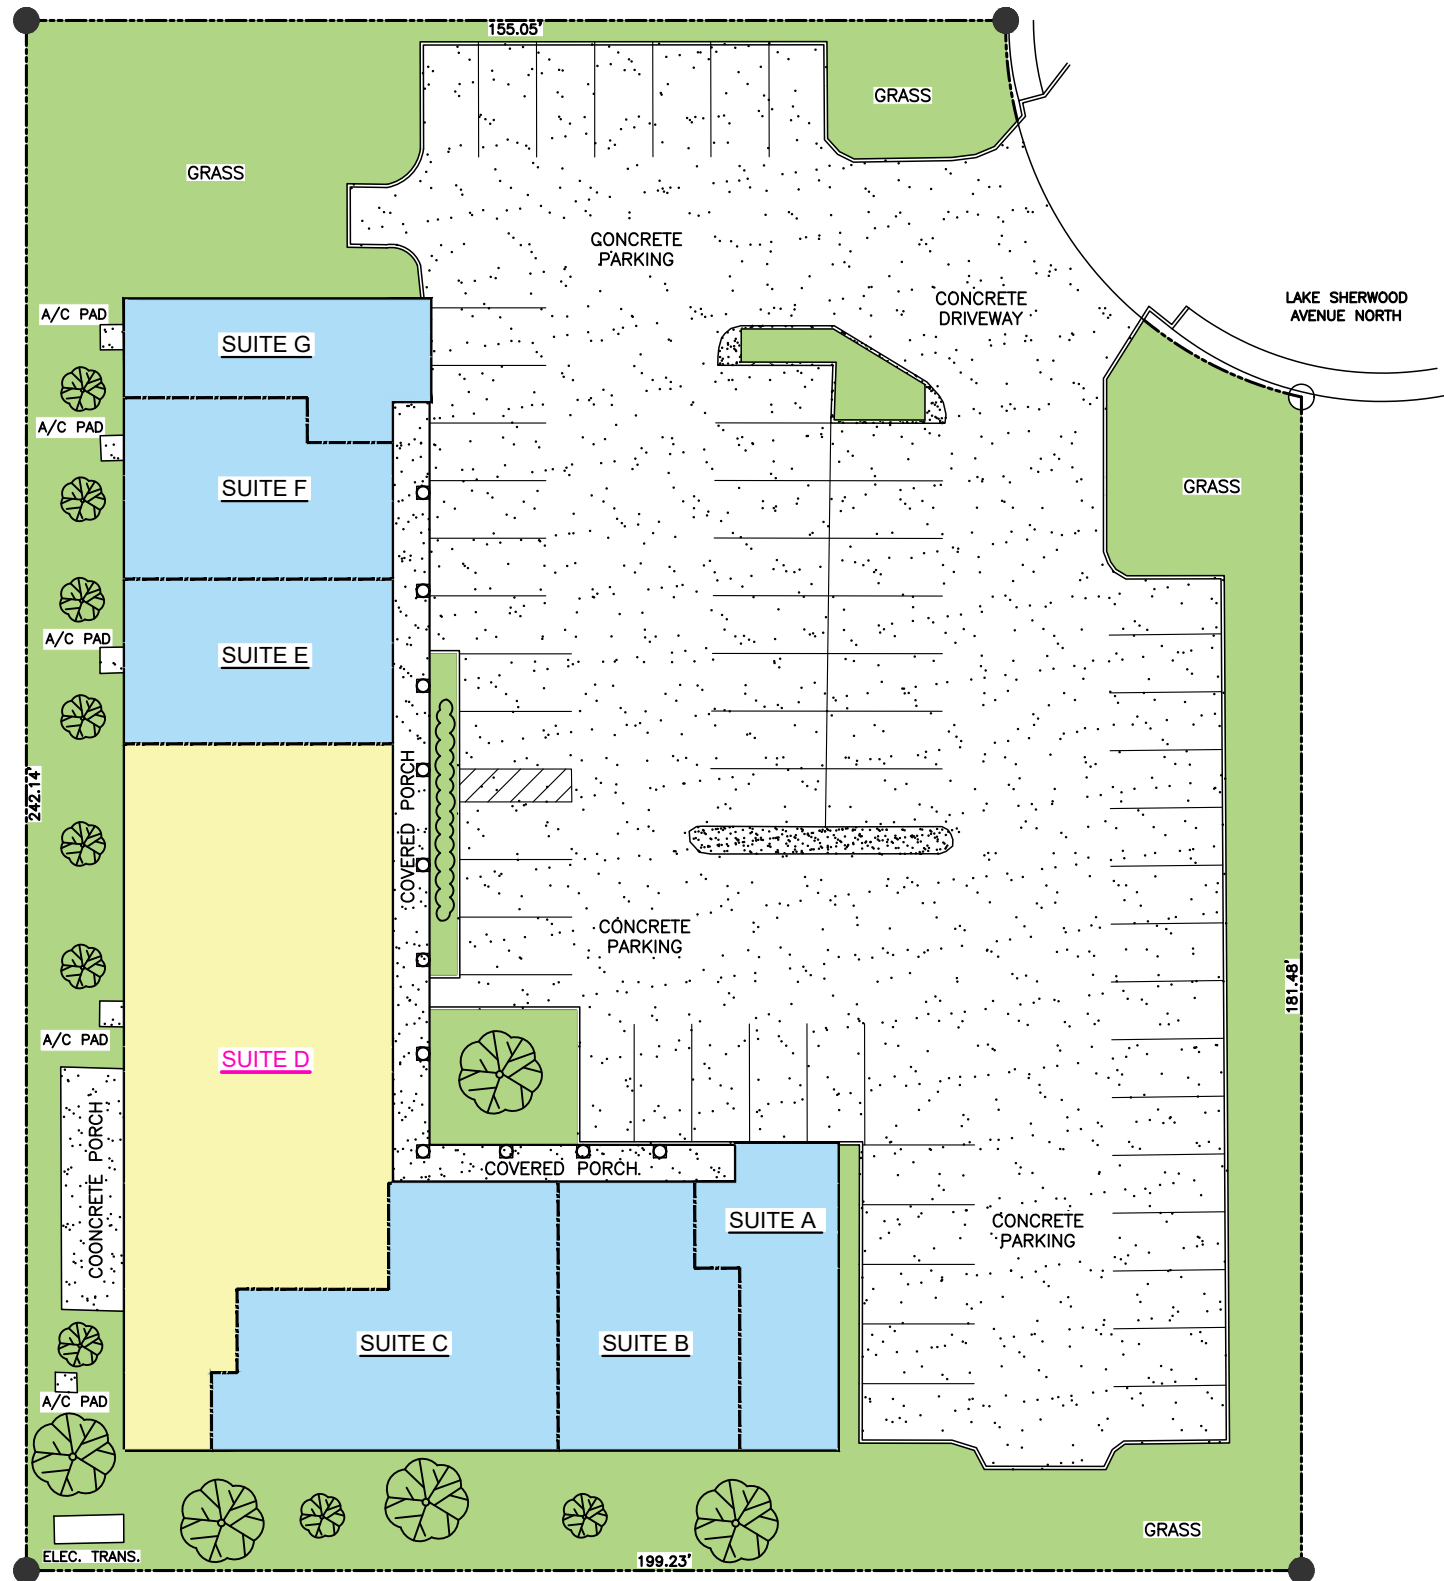 155.05'
GRASS
GRASS
GONCRETE
PARKING
CONCRETE
DRIVEWAY
LAKE SHERWOOD
AVENUE NORTH
A/C PAD
SUITE G
A/C PAD
SUITE F
GRASS
A/C PAD
SUITE E
242.14'
COVERED PORCH
CONCRETE
PARKING
181.48'
A/C PAD
SUITE D
COONCRETE PORCH
COVERED PORCH
SUITE A
CONCRETE
PARKING
SUITE C
SUITE B
A/C PAD
GRASS
ELEC. TRANS.
199.23'